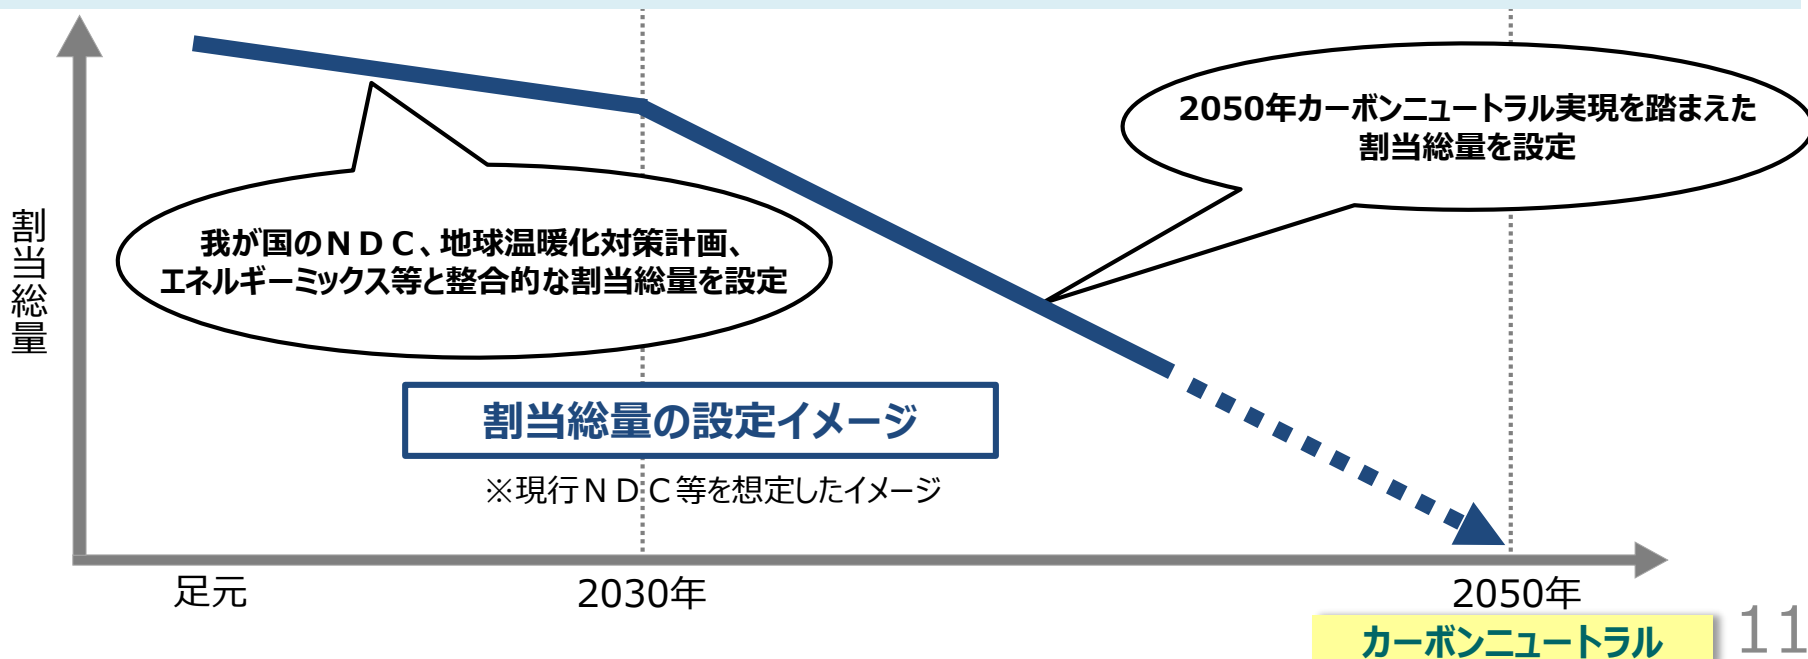 2050年カーボンニュートラル実現を踏まえた
割当総量を設定
我が国のＮＤＣ、地球温暖化対策計画、
エネルギーミックス等と整合的な割当総量を設定
割当総量
割当総量の設定イメージ
※現行ＮＤＣ等を想定したイメージ
足元
2030年
2050年
カーボンニュートラル
11